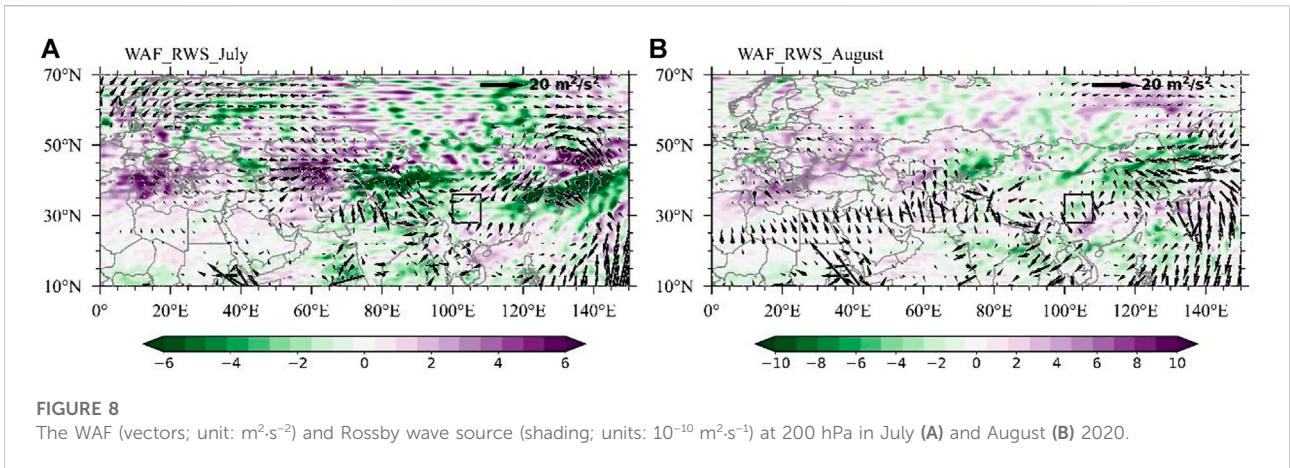 A WAF_RWS_July
70°N
50°N
30°N
10°N
0° 20°E 40°E 60°E 80°E 100°E 120°E 140°E
20 m²/s²
−6 −4 −2 0 2 4 6
B WAF_RWS_August
70°N
50°N
30°N
10°N
0° 20°E 40°E 60°E 80°E 100°E 120°E 140°E
20 m²/s²
−10 −8 −6 −4 −2 0 2 4 6 8 10
FIGURE 8
The WAF (vectors; unit: m²·s⁻²) and Rossby wave source (shading; units: 10⁻¹⁰ m²·s⁻¹) at 200 hPa in July (A) and August (B) 2020.